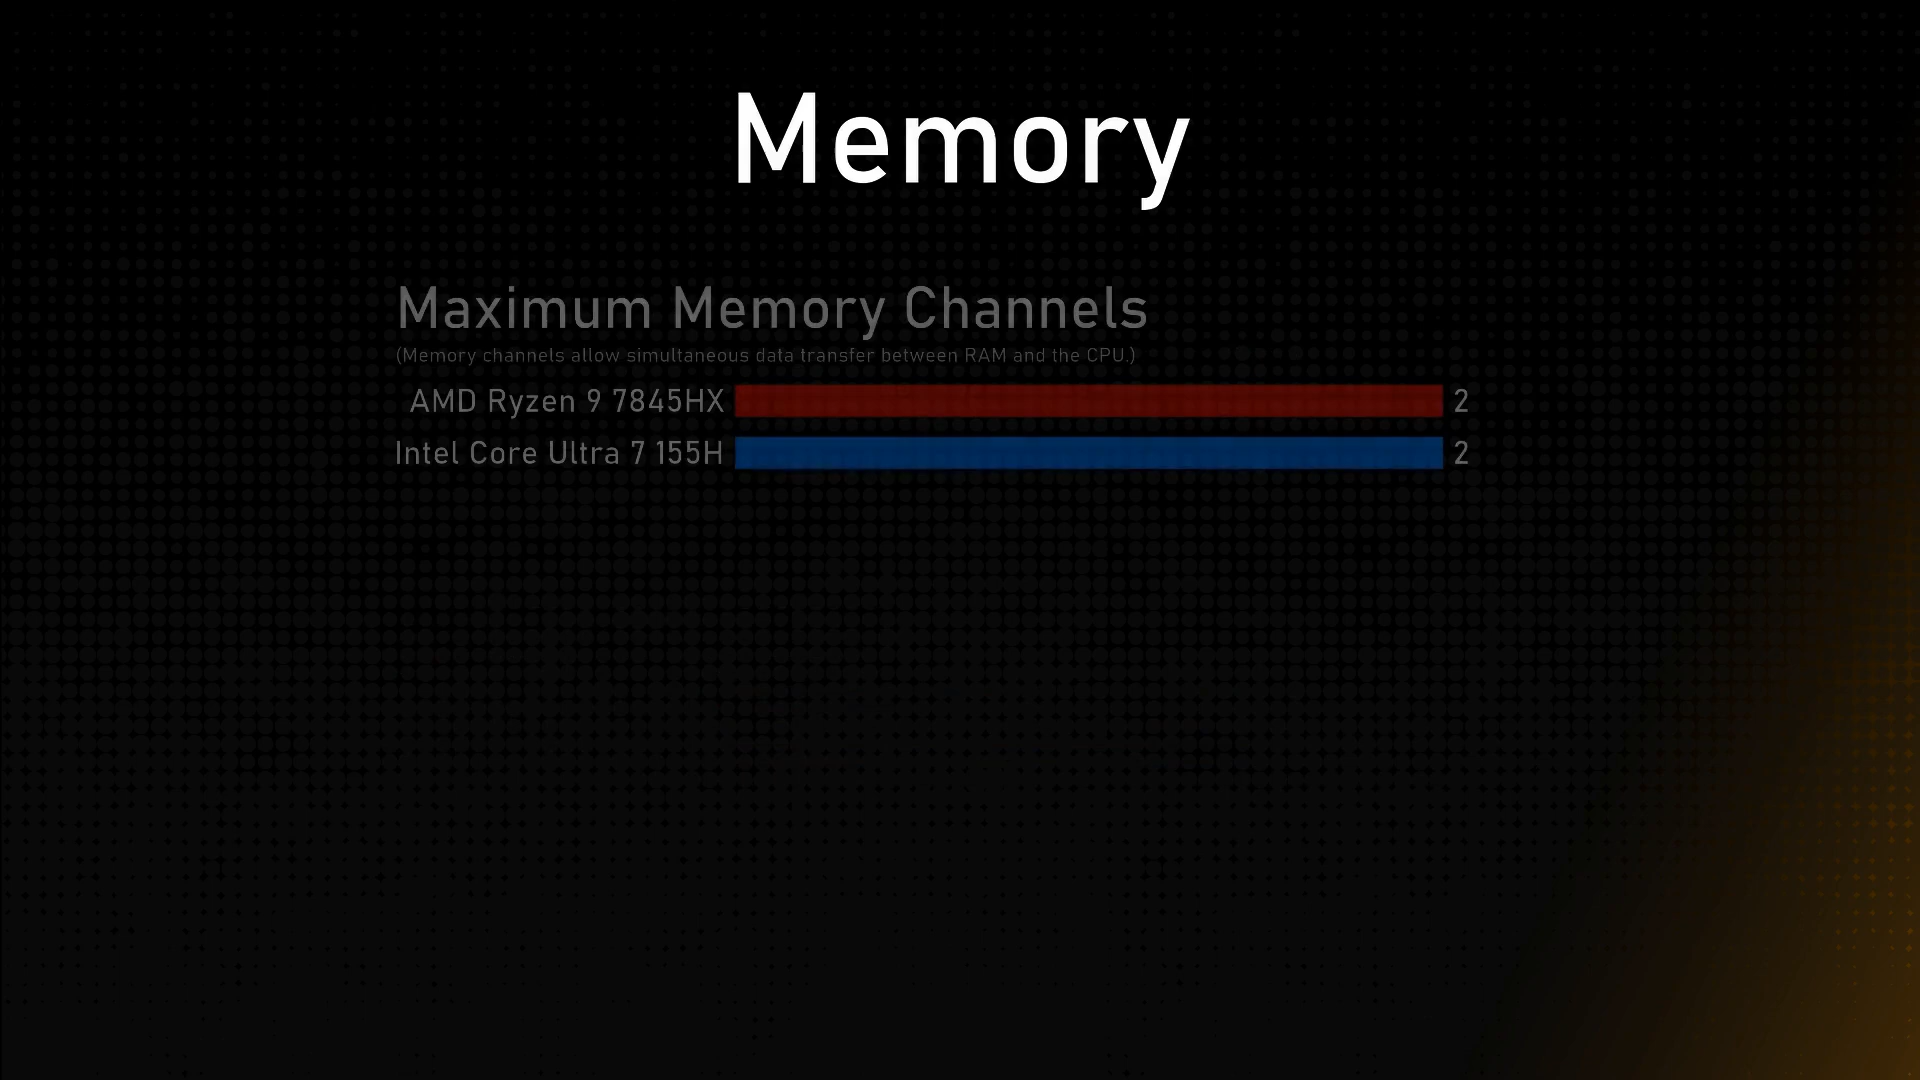 Memory
Maximum Memory Channels
(Memory channels allow simultaneous data transfer between RAM and the CPU.)
AMD Ryzen 9 7845HX 2
Intel Core Ultra 7 155H 2